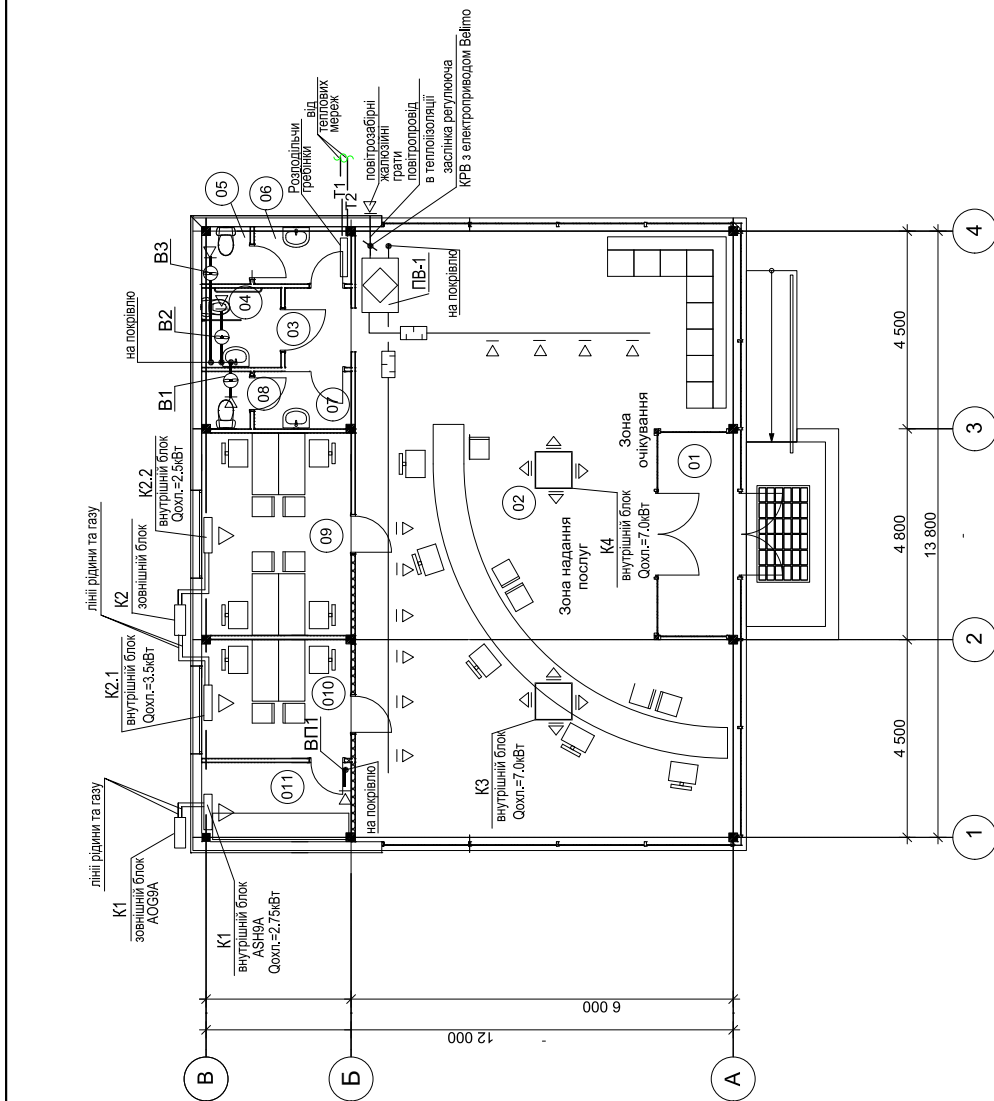 лініі рідини та газу
К1
зовнішній блок
AOG9A
К1
внутрішній блок
ASH9A
Qохл.=2.75кВт
лініі рідини та газу
К2.1
внутрішній блок
Qохл.=3.5кВт
К2
зовнішній блок
К2.2
внутрішній блок
Qохл.=2.5кВт
В1
на покрівлю
В2
В3
05
06
04
03
08
07
09
010
011
ВП1
на покрівлю
Розподільчи
гребінки
від
теплових
мереж
Т1
Т2
повітрозабірні
жалюзійні
грати
повітропровід
в теплоіізоляції
заслінка регулююча
КРВ з електроприводом Belimo
ПВ-1
на покрівлю
К3
внутрішній блок
Qохл.=7.0кВт
Зона надання
послуг
02
К4
внутрішній блок
Qохл.=7.0кВт
Зона
очікування
01
В
Б
А
6 000
12 000
-
4 500
4 800
4 500
13 800
-
1
2
3
4